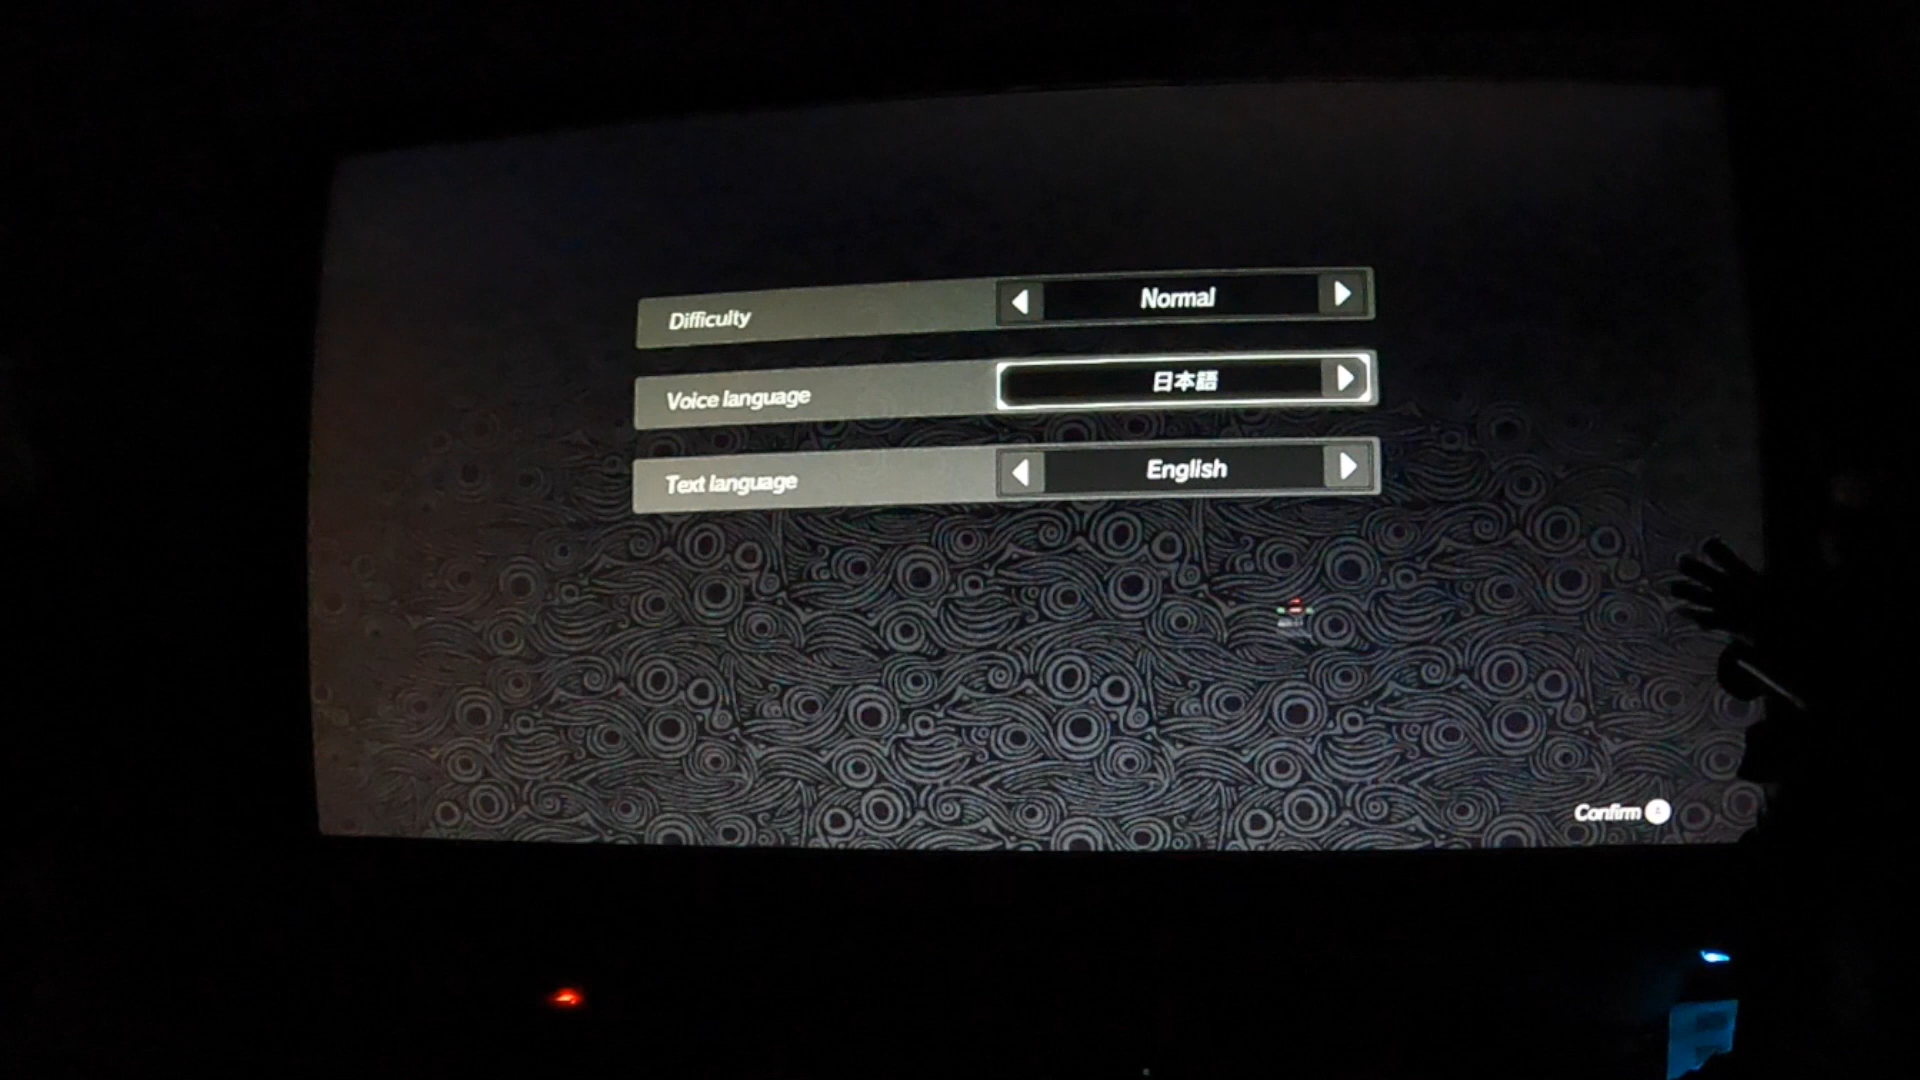 Difficulty
Normal
Voice language
日本語
Text language
English
Confirm